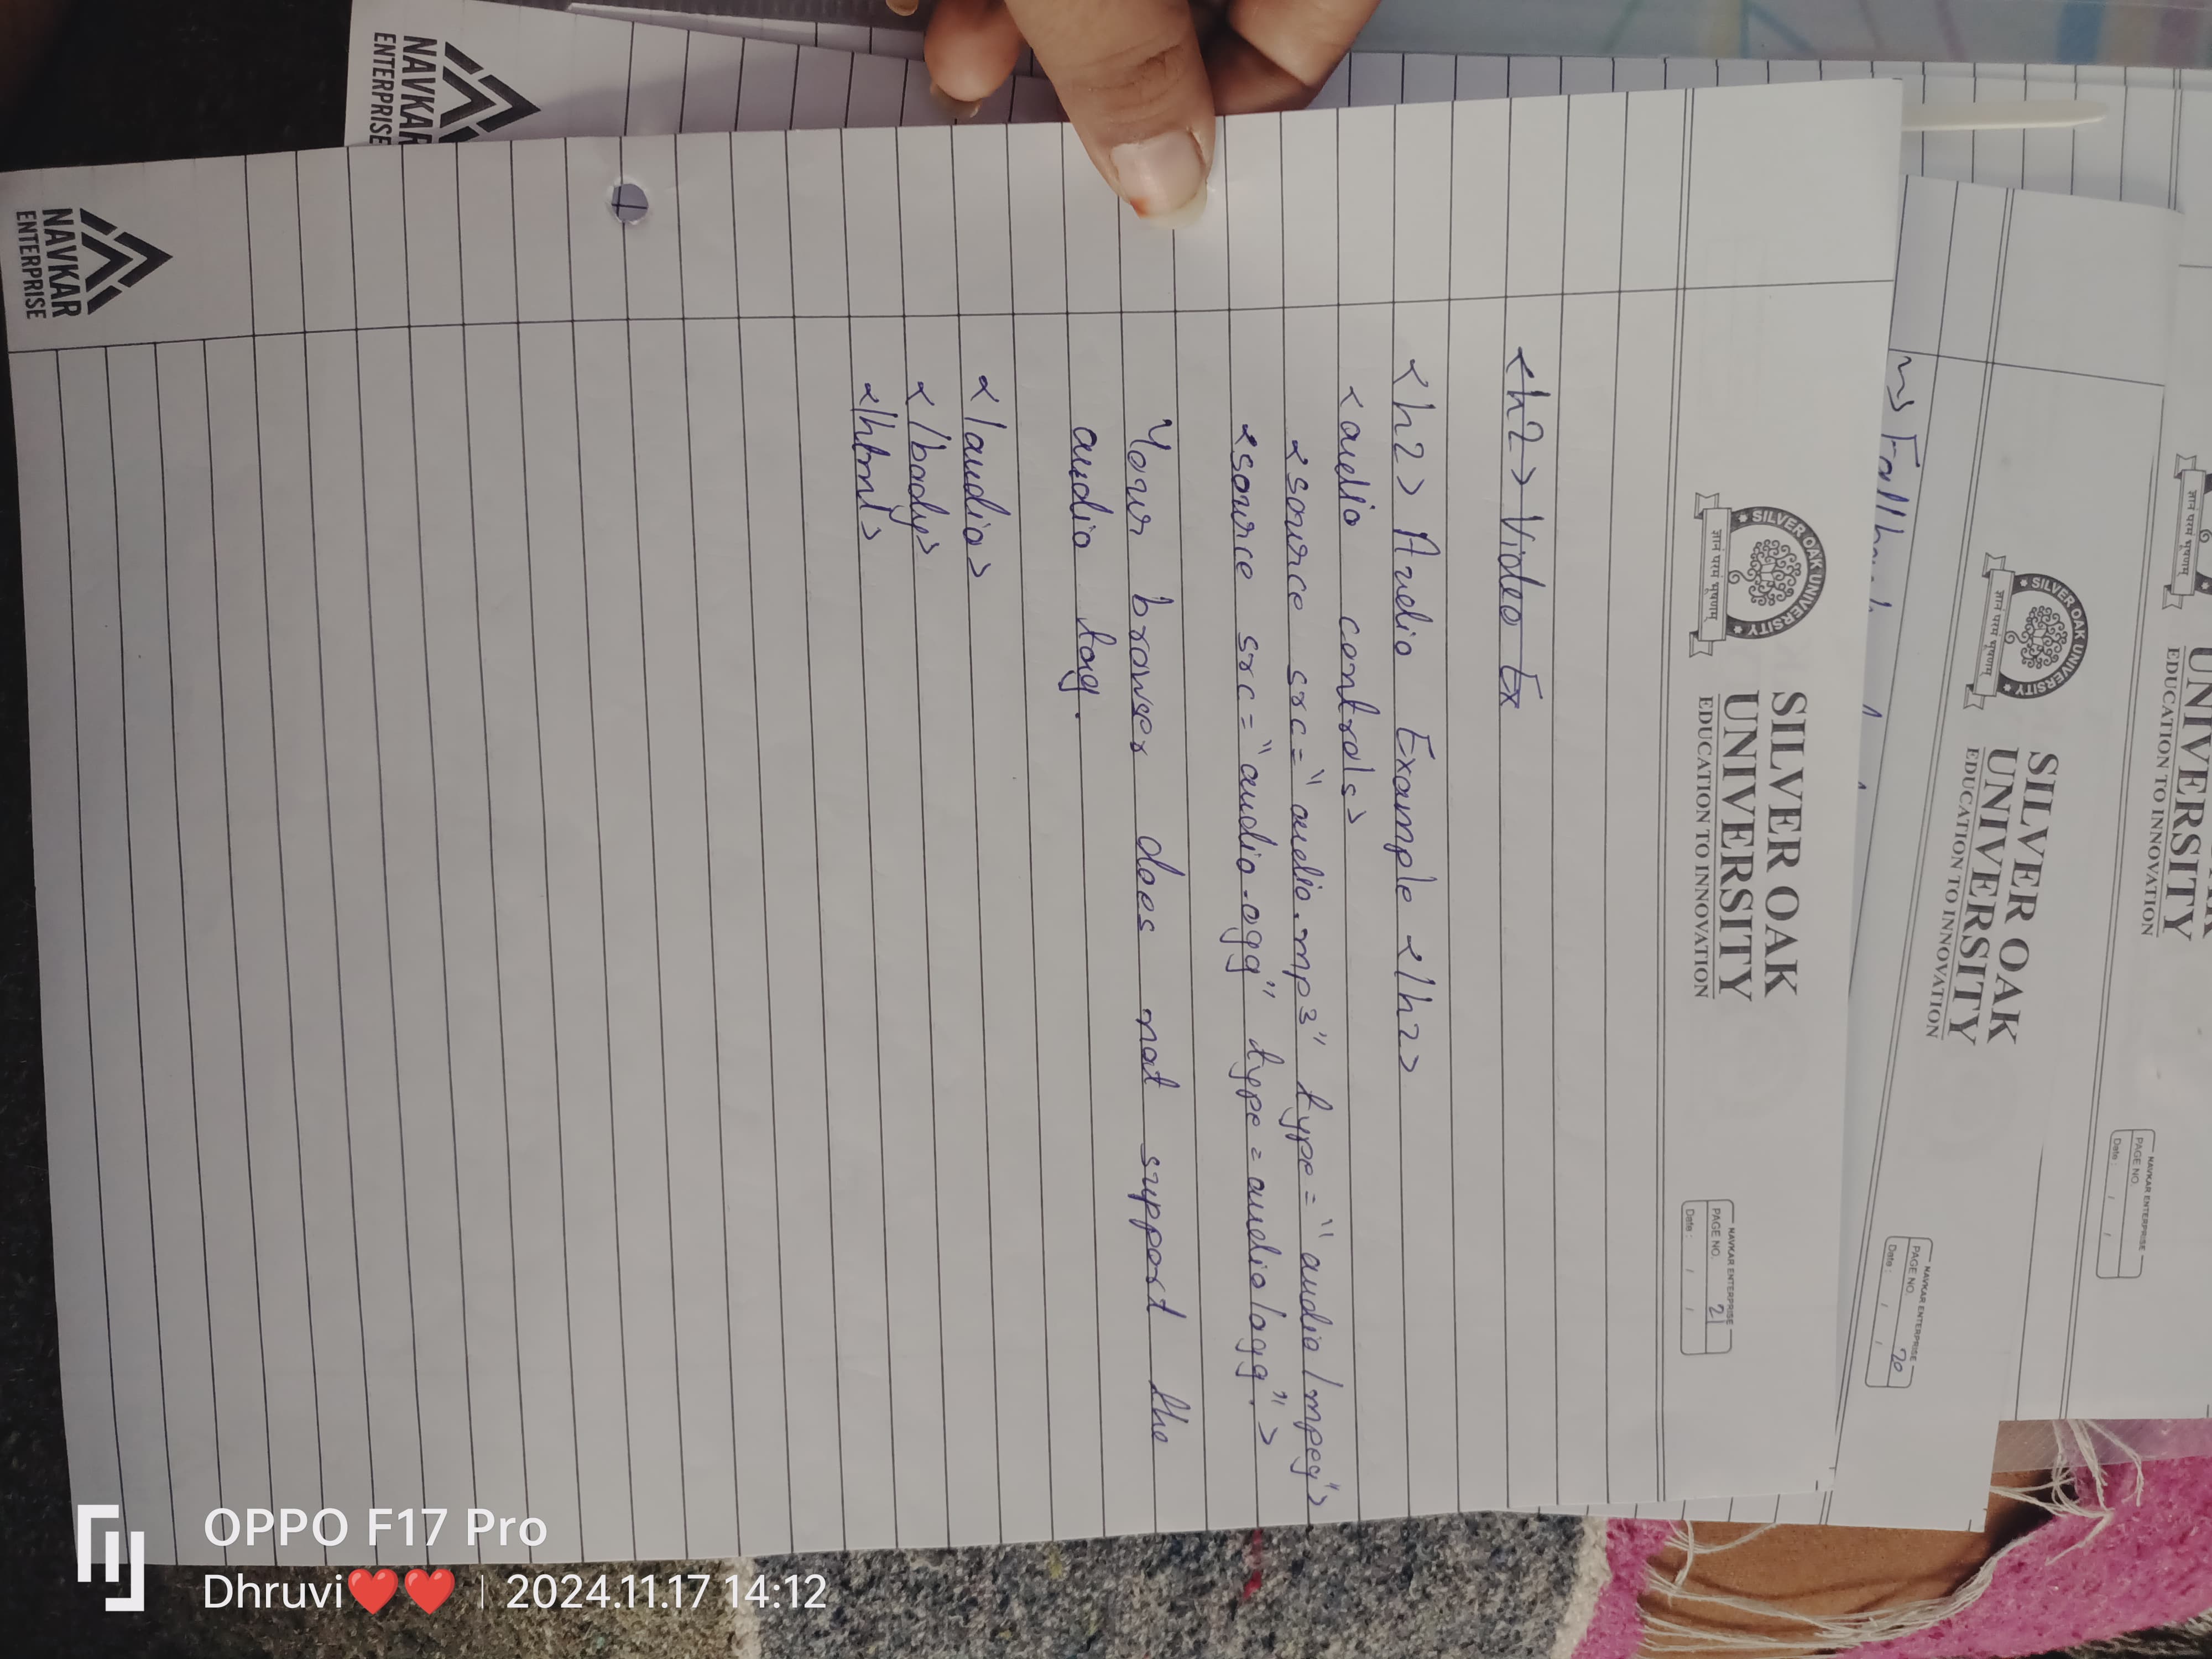 SILVER OAK
UNIVERSITY
EDUCATION TO INNOVATION
SILVER OAK UNIVERSITY
ज्ञानं परमं भूषणम्
NAVKAR ENTERPRISE
PAGE NO. 21
Date : / /
<h2> Video Ex
<h2> Audio Example </h2>
<audio controls>
<source src="audio.mp3" type="audio/mpeg">
<source src="audio.ogg" type=audio/ogg.">
Your browser does not support the
audio tag.
</audio>
</body>
</html>
NAVKAR
ENTERPRISE
NAVKAR
ENTERPRISE
SILVER OAK
UNIVERSITY
EDUCATION TO INNOVATION
SILVER OAK UNIVERSITY
ज्ञानं परमं भूषणम्
NAVKAR ENTERPRISE
PAGE NO. 20
Date : / /
UNIVERSITY
EDUCATION TO INNOVATION
ज्ञानं परमं भूषणम्
NAVKAR ENTERPRISE
PAGE NO.
Date : / /
OPPO F17 Pro
Dhruvi❤️❤️ | 2024.11.17 14:12